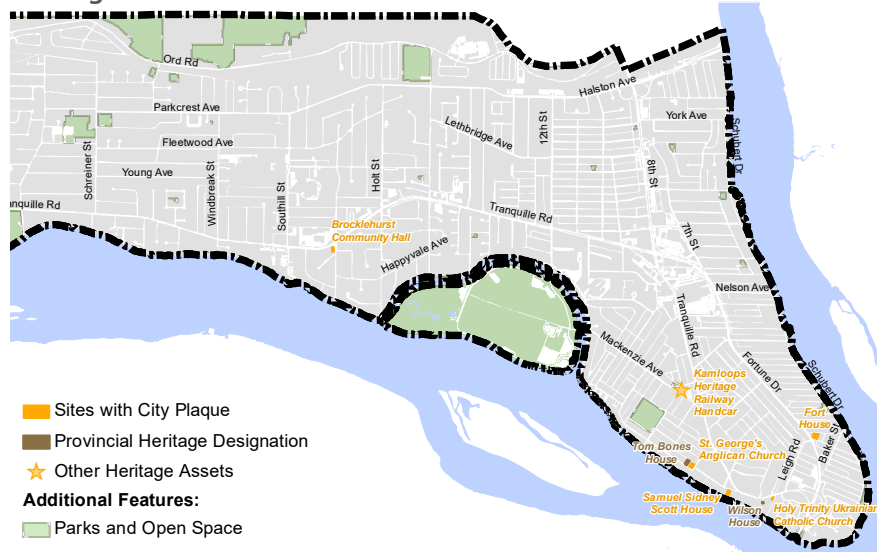 Ord Rd
Halston Ave
Parkcrest Ave
York Ave
Lethbridge Ave
12th St
Fleetwood Ave
Schubert Dr
Schreiner St
Young Ave
Windbreak St
Southill St
Holt St
8th St
anquille Rd
Tranquille Rd
Brocklehurst
Community Hall
Happyvale Ave
7th St
Nelson Ave
Tranquille Rd
Mackenzie Ave
Fortune Dr
Schubert Dr
Kamloops
Heritage
Railway
Handcar
Fort
House
Baker St
Leigh Rd
Tom Bones
House
St. George's
Anglican Church
Samuel Sidney
Scott House
Wilson
House
Holy Trinity Ukrainian
Catholic Church
Sites with City Plaque
Provincial Heritage Designation
Other Heritage Assets
Additional Features:
Parks and Open Space